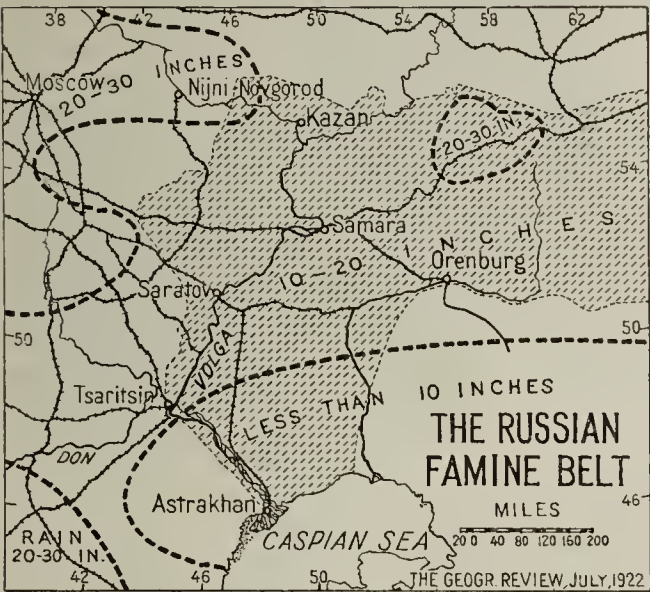 38 42 46 50 54 58 62
Moscow
20-30 INCHES
Nijni-Novgorod
Kazan
20-30-IN.
54
Samara
10-20 INCHES
Orenburg
Saratov
50
50
VOLGA
Tsaritsin
LESS THAN 10 INCHES
THE RUSSIAN
FAMINE BELT
DON
MILES
20 0 40 80 120 160 200
46
Astrakhan
CASPIAN SEA
RAIN
20-30 IN.
42 46 50
THE GEOGR. REVIEW, JULY, 1922